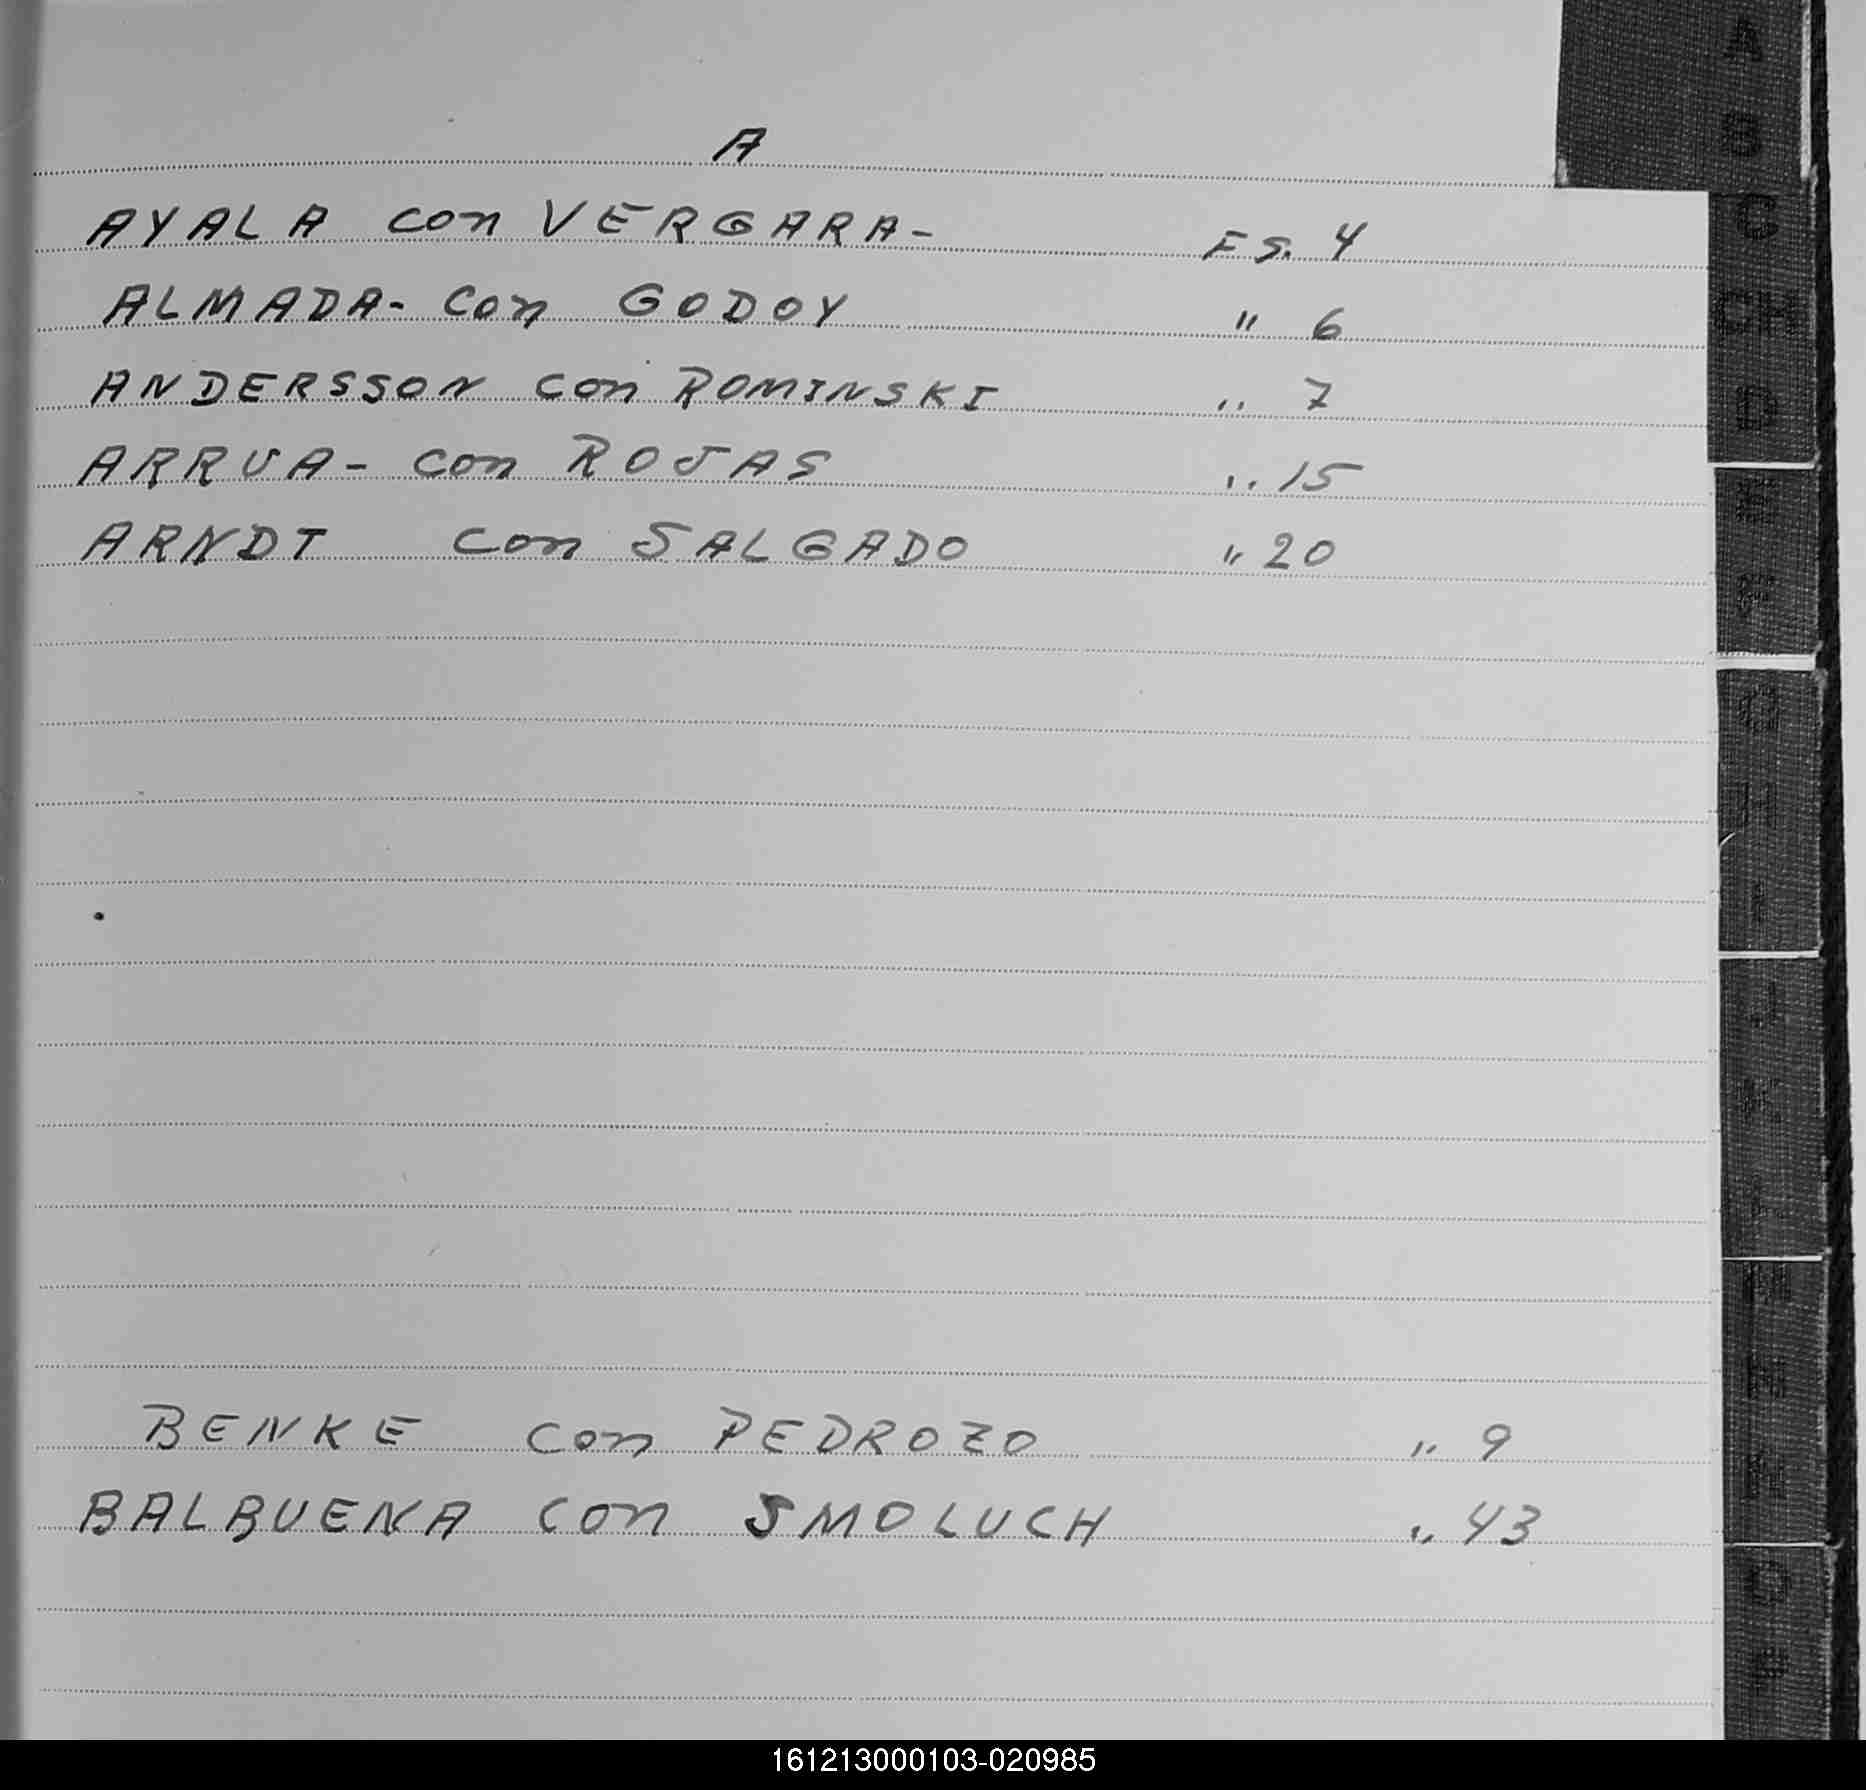 A
AYALA con VERGARA- FS. 4
ALMADA- con GODOY " 6
ANDERSSON con ROMINSKI " 7
ARRUA- con ROJAS " 15
ARNDT con SALGADO " 20
BENKE con PEDROZO " 9
BALBUENA con SMOLUCH " 43
A
B
C
CH
D
E
F
G
H
I
J
K
L
M
N
Ñ
O
P
161213000103-020985